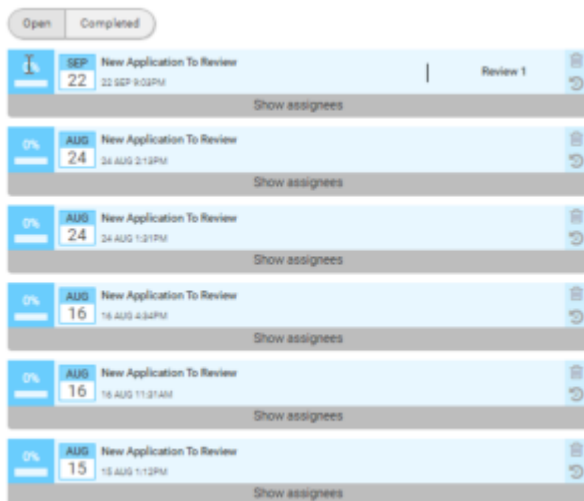 Open Completed
0% SEP 22 New Application To Review
22 SEP 9:03PM
Review 1
Show assignees
0% AUG 24 New Application To Review
24 AUG 2:13PM
Show assignees
0% AUG 24 New Application To Review
24 AUG 1:31PM
Show assignees
0% AUG 16 New Application To Review
16 AUG 4:34PM
Show assignees
0% AUG 16 New Application To Review
16 AUG 11:31AM
Show assignees
0% AUG 15 New Application To Review
15 AUG 1:12PM
Show assignees